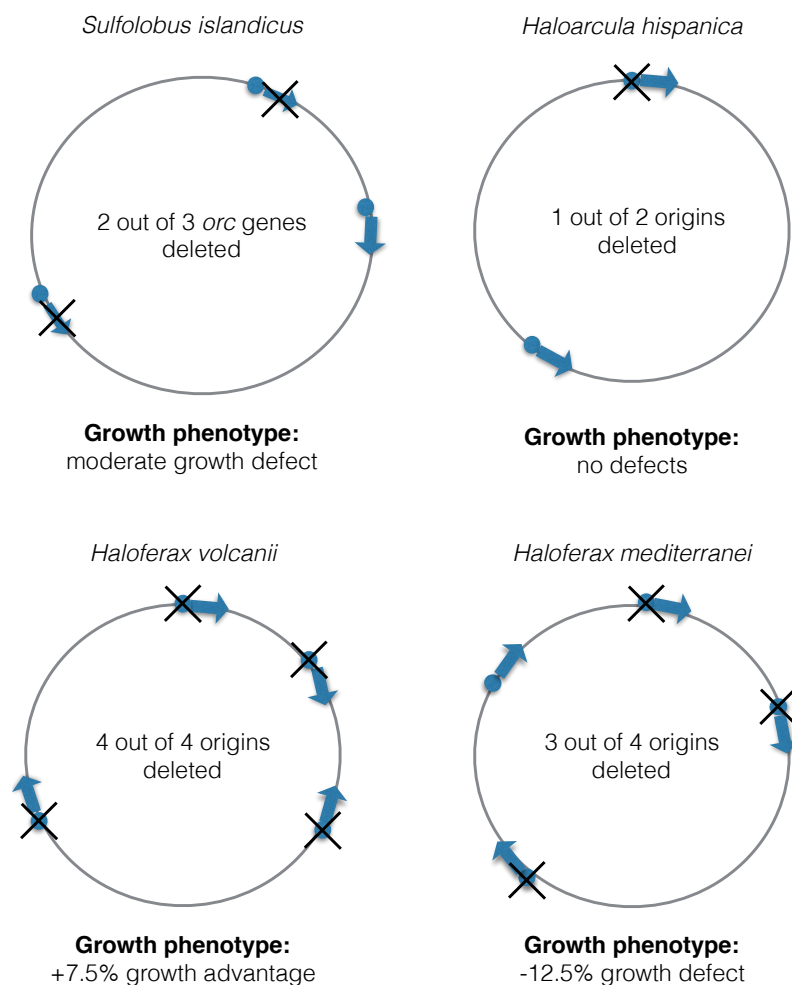 Sulfolobus islandicus
2 out of 3 orc genes
deleted
Growth phenotype:
moderate growth defect
Haloarcula hispanica
1 out of 2 origins
deleted
Growth phenotype:
no defects
Haloferax volcanii
4 out of 4 origins
deleted
Growth phenotype:
+7.5% growth advantage
Haloferax mediterranei
3 out of 4 origins
deleted
Growth phenotype:
-12.5% growth defect